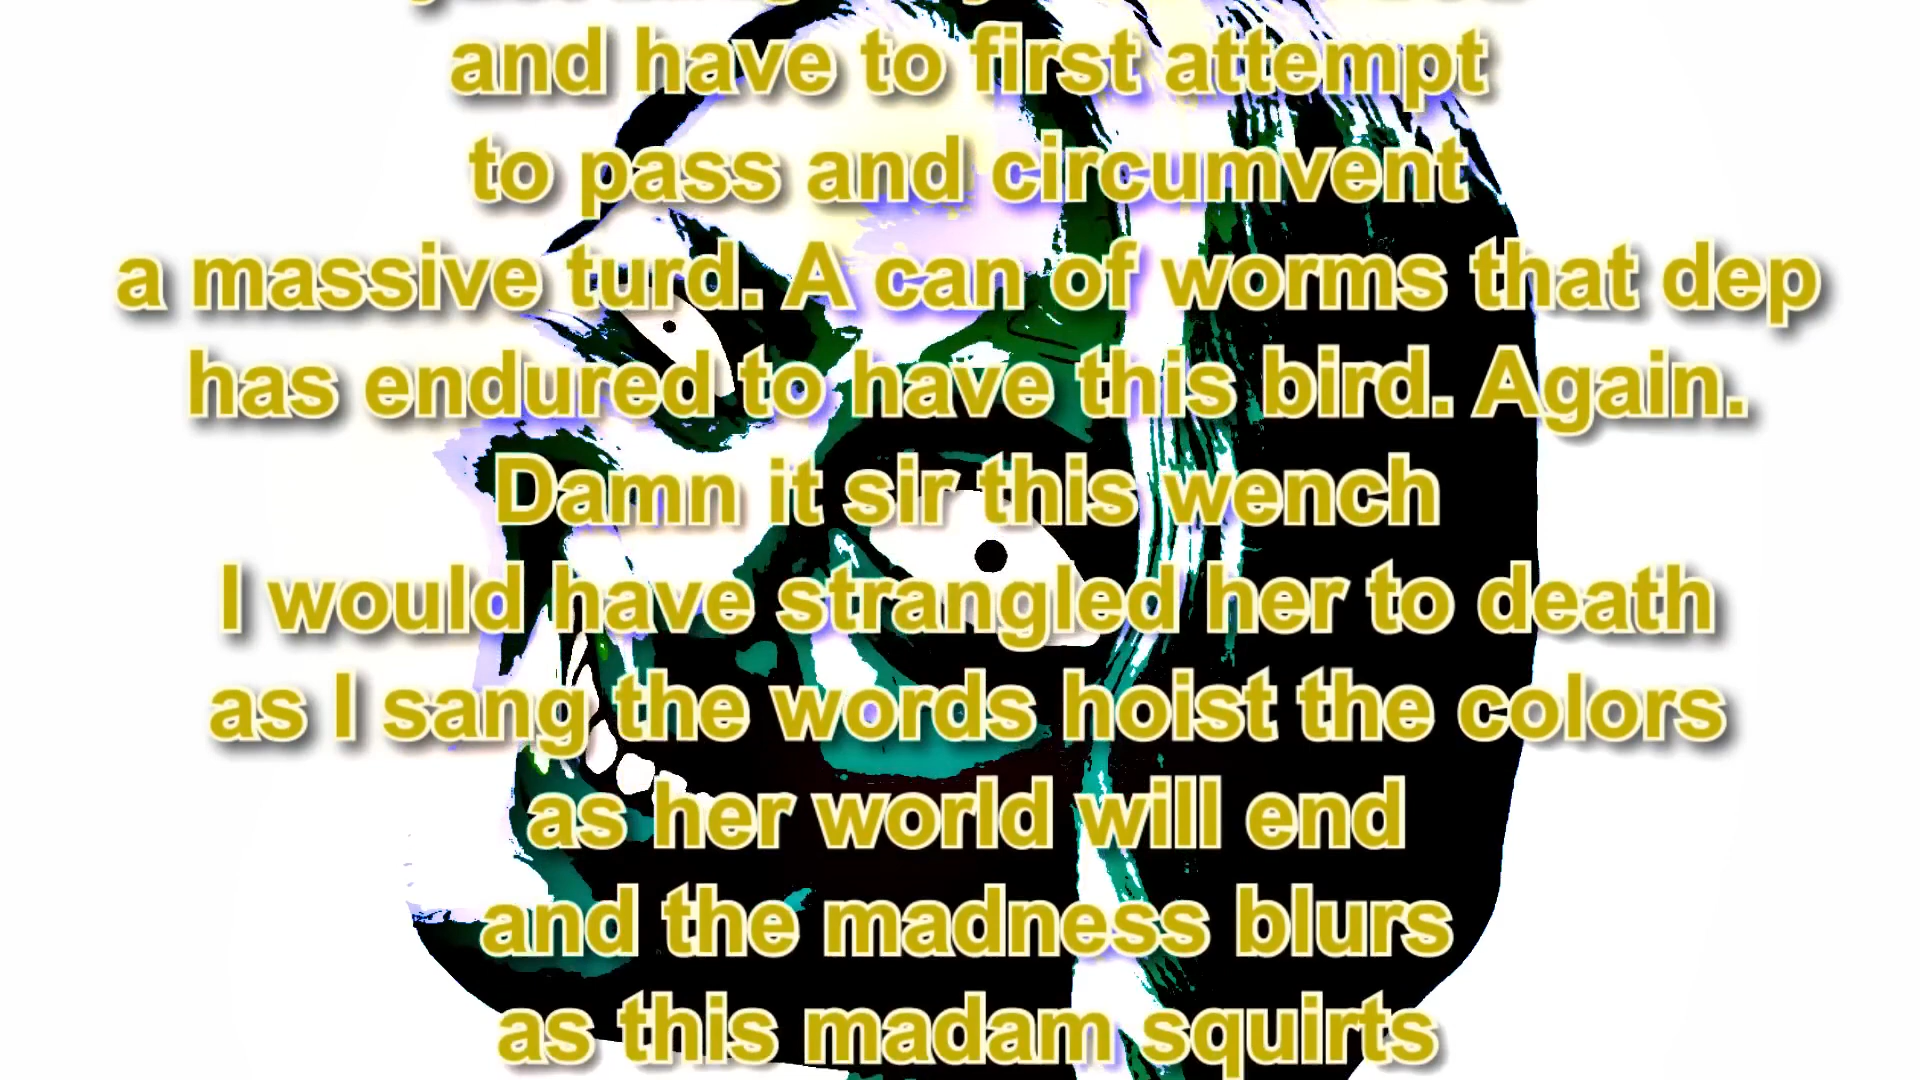 and have to first attempt
to pass and circumvent
a massive turd. A can of worms that dep
has endured to have this bird. Again.
Damn it sir this wench
I would have strangled her to death
as I sang the words hoist the colors
as her world will end
and the madness blurs
as this madam squirts